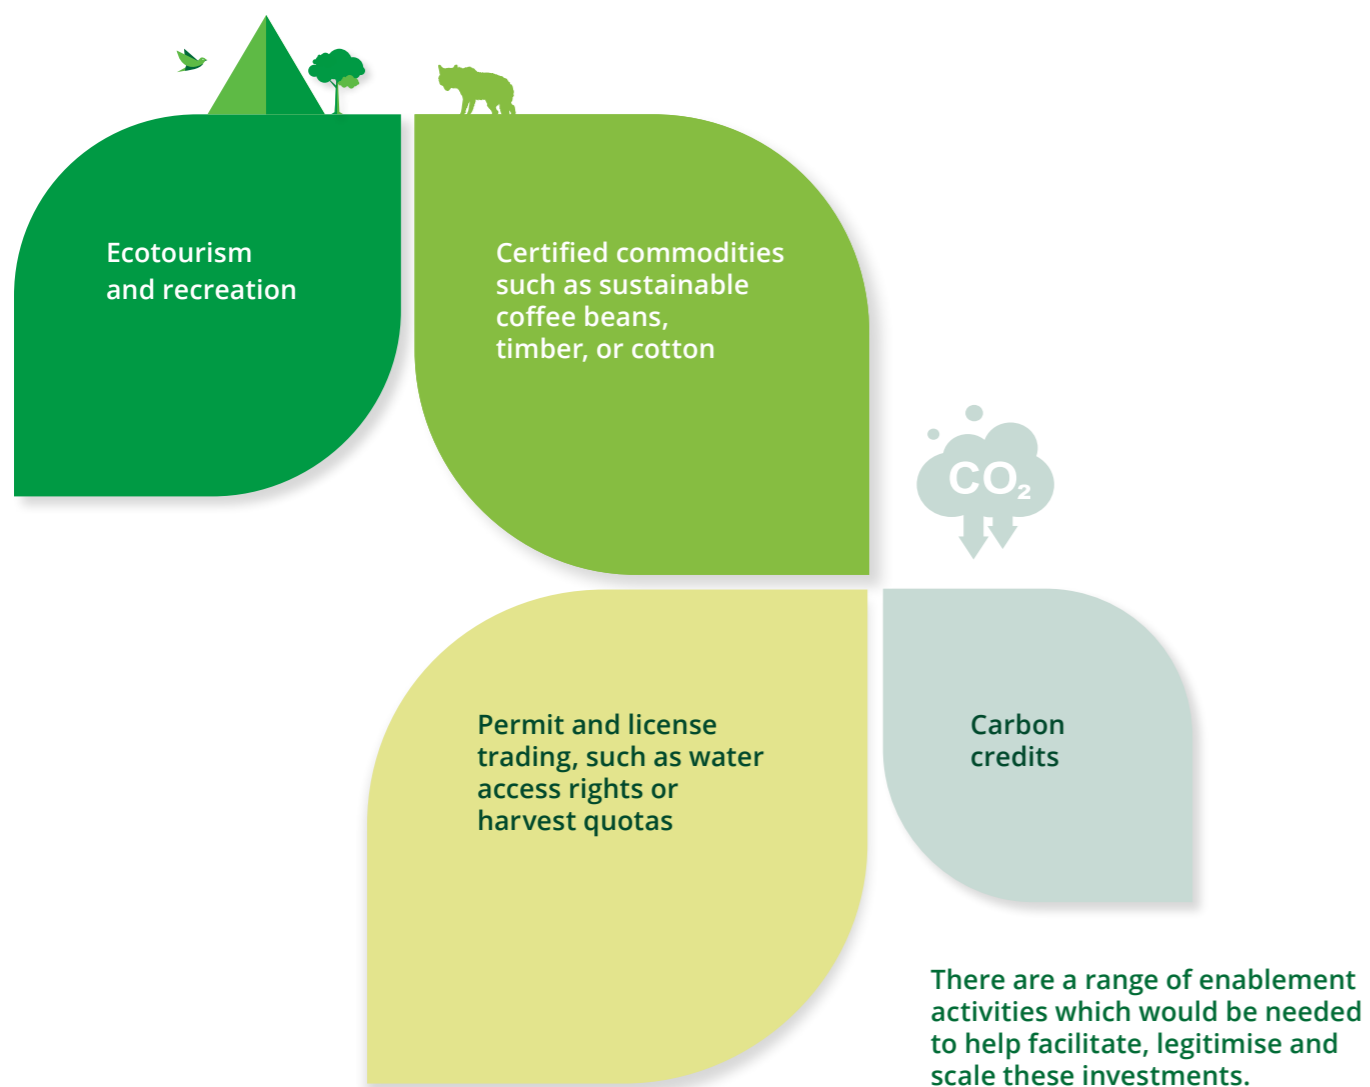 Ecotourism
and recreation
Certified commodities
such as sustainable
coffee beans,
timber, or cotton
CO₂
Permit and license
trading, such as water
access rights or
harvest quotas
Carbon
credits
There are a range of enablement
activities which would be needed
to help facilitate, legitimise and
scale these investments.